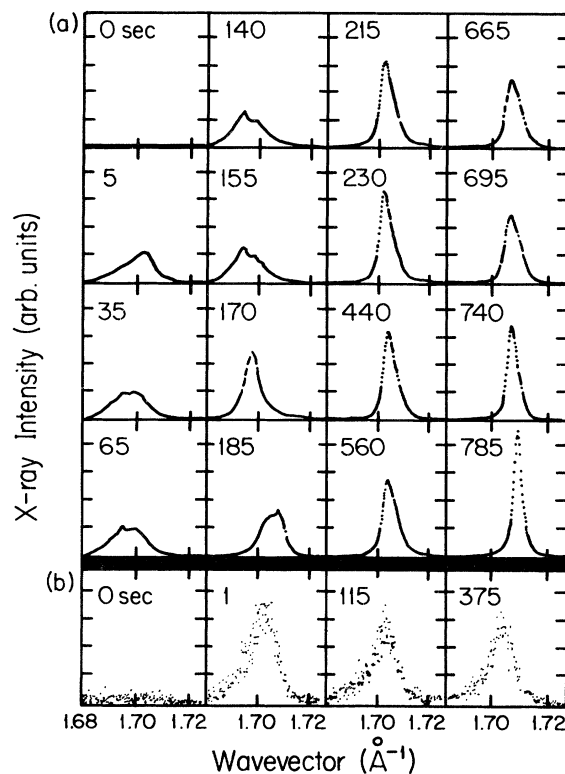 (a)
0 sec 140 215 665
5 155 230 695
35 170 440 740
65 185 560 785
X-ray Intensity (arb. units)
(b)
0 sec 1 115 375
1.68 1.70 1.72 1.70 1.72 1.70 1.72 1.70 1.72
Wavevector (Å⁻¹)